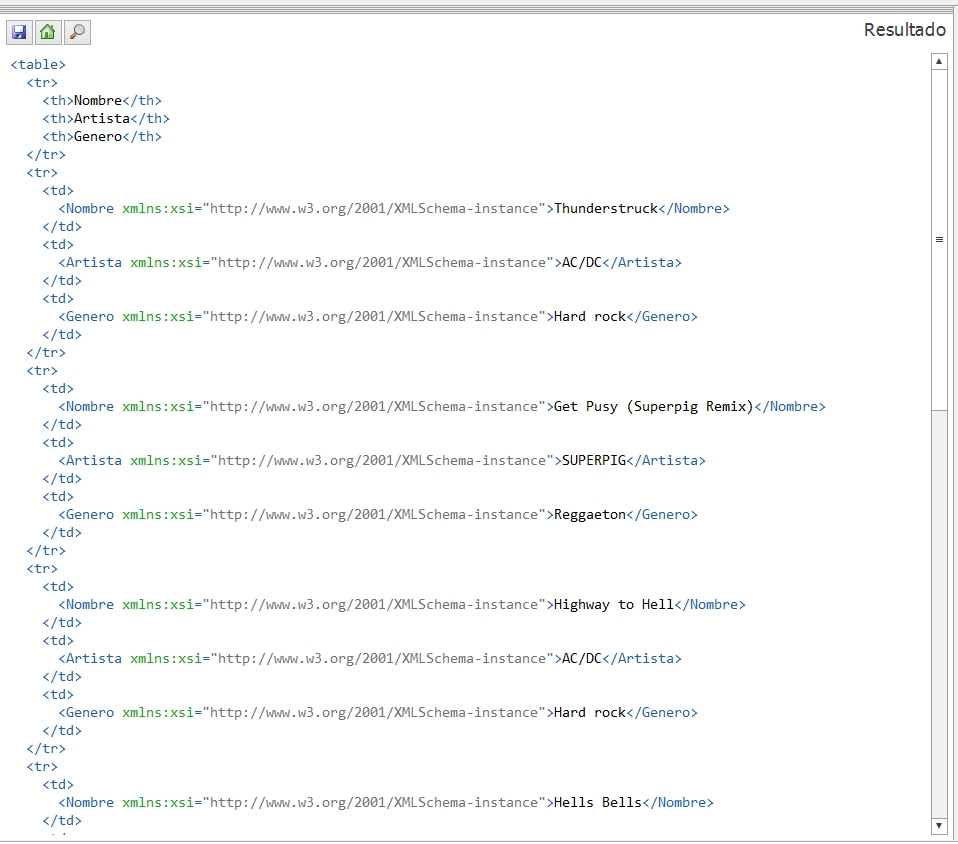 Resultado
<table>
<tr>
<th>Nombre</th>
<th>Artista</th>
<th>Genero</th>
</tr>
<tr>
<td>
<Nombre xmlns:xsi="http://www.w3.org/2001/XMLSchema-instance">Thunderstruck</Nombre>
</td>
<td>
<Artista xmlns:xsi="http://www.w3.org/2001/XMLSchema-instance">AC/DC</Artista>
</td>
<td>
<Genero xmlns:xsi="http://www.w3.org/2001/XMLSchema-instance">Hard rock</Genero>
</td>
</tr>
<tr>
<td>
<Nombre xmlns:xsi="http://www.w3.org/2001/XMLSchema-instance">Get Pusy (Superpig Remix)</Nombre>
</td>
<td>
<Artista xmlns:xsi="http://www.w3.org/2001/XMLSchema-instance">SUPERPIG</Artista>
</td>
<td>
<Genero xmlns:xsi="http://www.w3.org/2001/XMLSchema-instance">Reggaeton</Genero>
</td>
</tr>
<tr>
<td>
<Nombre xmlns:xsi="http://www.w3.org/2001/XMLSchema-instance">Highway to Hell</Nombre>
</td>
<td>
<Artista xmlns:xsi="http://www.w3.org/2001/XMLSchema-instance">AC/DC</Artista>
</td>
<td>
<Genero xmlns:xsi="http://www.w3.org/2001/XMLSchema-instance">Hard rock</Genero>
</td>
</tr>
<tr>
<td>
<Nombre xmlns:xsi="http://www.w3.org/2001/XMLSchema-instance">Hells Bells</Nombre>
</td>